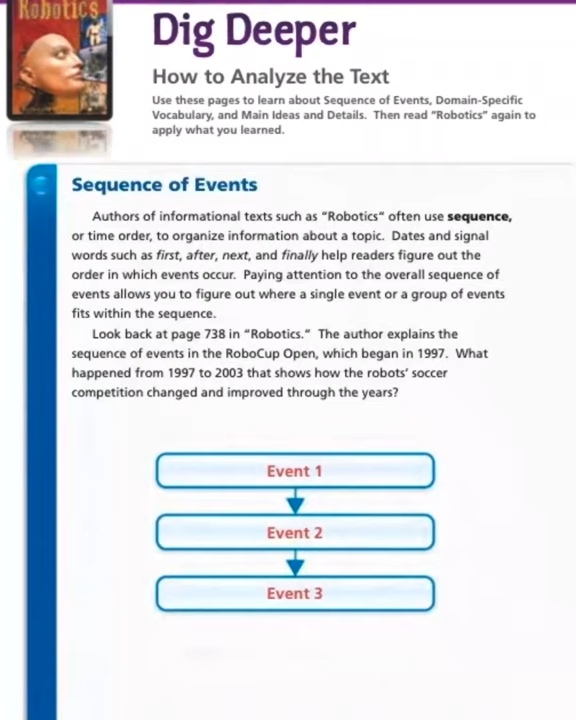 Robotics
Dig Deeper
How to Analyze the Text
Use these pages to learn about Sequence of Events, Domain-Specific
Vocabulary, and Main Ideas and Details. Then read "Robotics" again to
apply what you learned.
Sequence of Events
Authors of informational texts such as "Robotics" often use sequence,
or time order, to organize information about a topic. Dates and signal
words such as first, after, next, and finally help readers figure out the
order in which events occur. Paying attention to the overall sequence of
events allows you to figure out where a single event or a group of events
fits within the sequence.
Look back at page 738 in "Robotics." The author explains the
sequence of events in the RoboCup Open, which began in 1997. What
happened from 1997 to 2003 that shows how the robots' soccer
competition changed and improved through the years?
Event 1
Event 2
Event 3